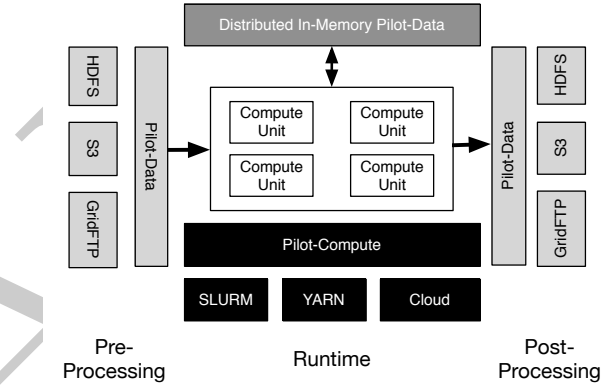 Distributed In-Memory Pilot-Data
HDFS
S3
GridFTP
Pilot-Data
Compute
Unit
Compute
Unit
Compute
Unit
Compute
Unit
Pilot-Data
HDFS
S3
GridFTP
Pilot-Compute
SLURM
YARN
Cloud
Pre-
Processing
Runtime
Post-
Processing